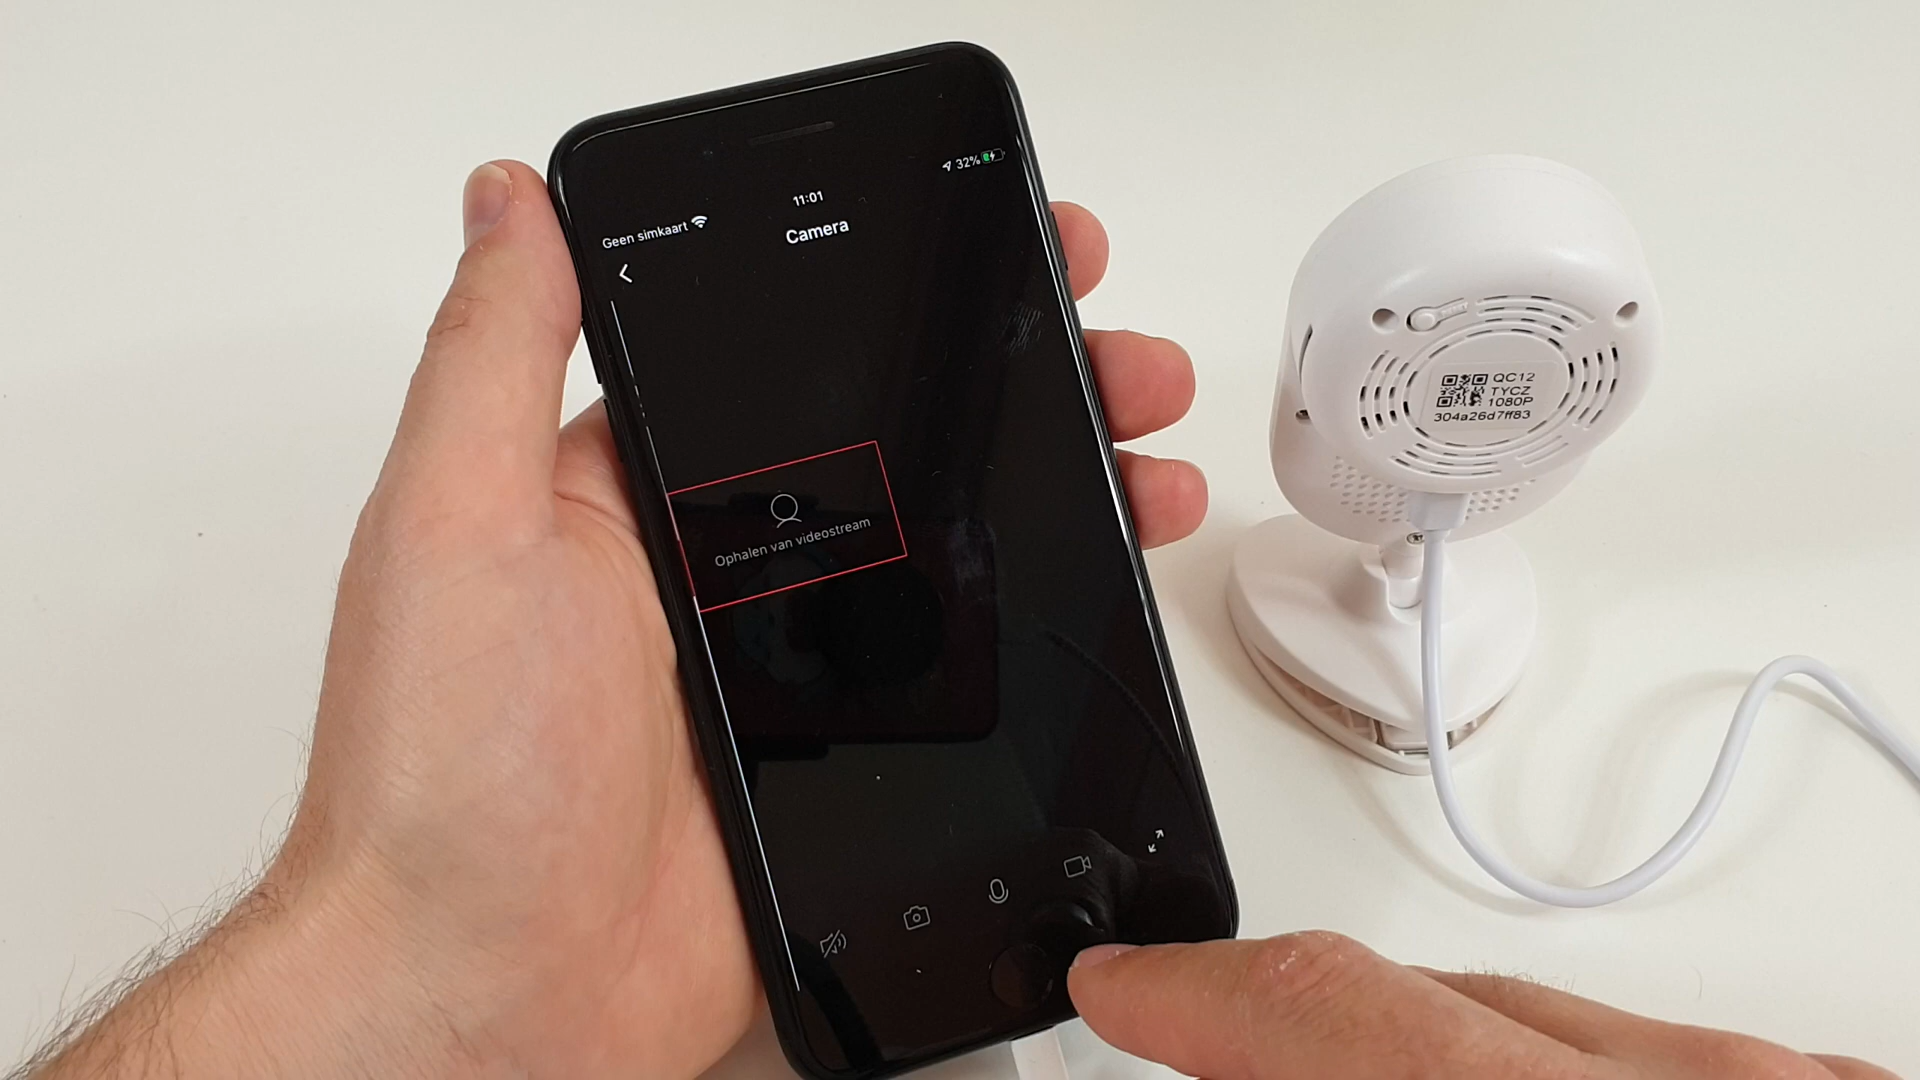 32%
11:01
Geen simkaart
Camera
Ophalen van videostream
QC12
TYCZ
1080P
304a26d7ff83